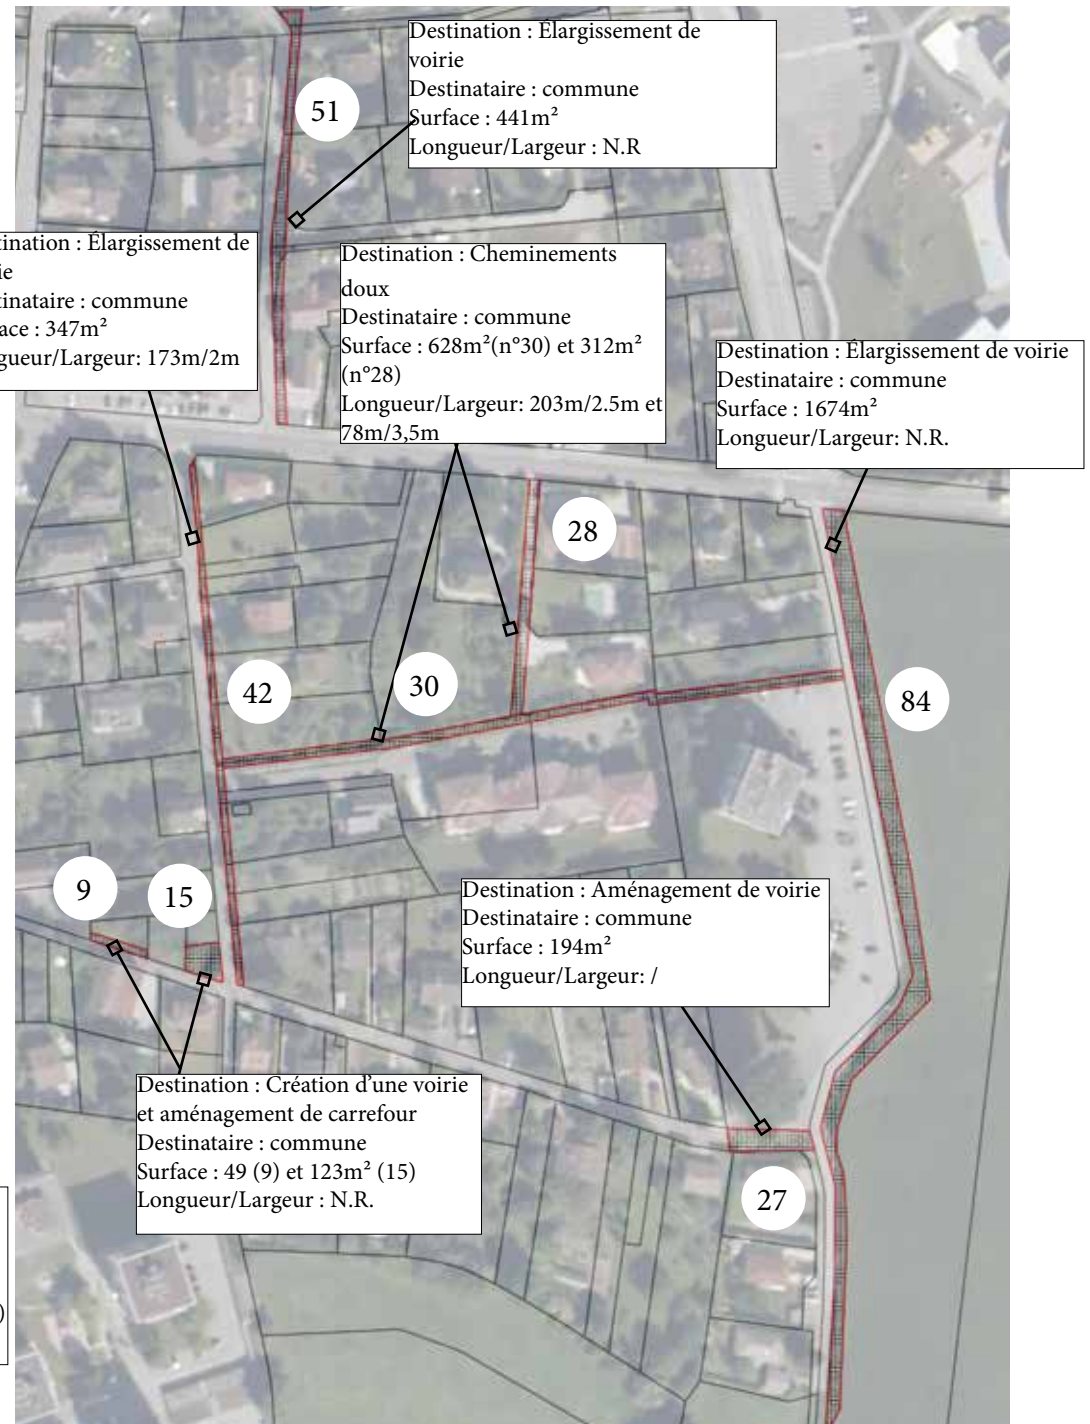 51
Destination : Élargissement de
voirie
Destinataire : commune
Surface : 441m²
Longueur/Largeur : N.R
tination : Élargissement de
ie
tinataire : commune
ace : 347m²
gueur/Largeur: 173m/2m
Destination : Cheminements
doux
Destinataire : commune
Surface : 628m²(n°30) et 312m²
(n°28)
Longueur/Largeur: 203m/2.5m et
78m/3,5m
Destination : Élargissement de voirie
Destinataire : commune
Surface : 1674m²
Longueur/Largeur: N.R.
28
42
30
84
9
15
Destination : Aménagement de voirie
Destinataire : commune
Surface : 194m²
Longueur/Largeur: /
Destination : Création d'une voirie
et aménagement de carrefour
Destinataire : commune
Surface : 49 (9) et 123m² (15)
Longueur/Largeur : N.R.
27
)